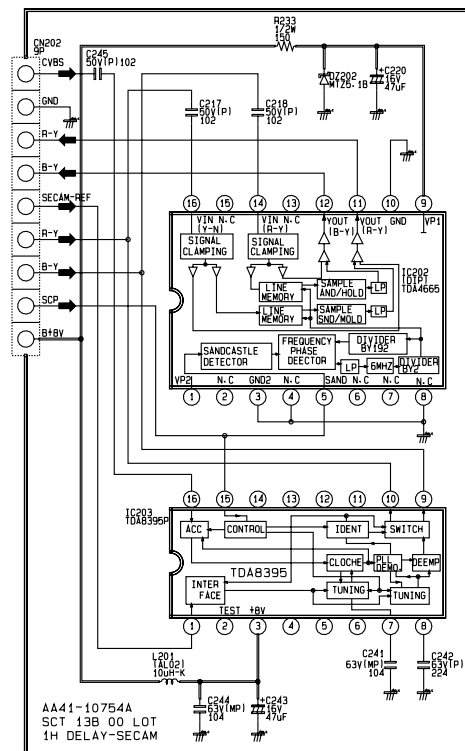 R233
172W
150
CN202
9P
C245
50V(P)102
CVBS
GND
R-Y
B-Y
SECAM-REF
R-Y
B-Y
SCP
B+8V
DZ202
MTZ5.1B
C220
16V
47uF
C217
50V(P)
102
C218
50V(P)
102
16 15 14 13 12 11 10 9
VIN N.C
(Y-N)
VIN N.C
(R-Y)
YOUT
(B-Y)
VOUT
(R-Y)
GND
VP1
SIGNAL
CLAMPING
SIGNAL
CLAMPING
IC202
(DIP)
TDA4665
LINE
MEMORY
SAMPLE
AND/HOLD
LP
LINE
MEMORY
SAMPLE
SND/MOLD
LP
SANDCASTLE
DETECTOR
FREQUENCY
PHASE
DEECTOR
DIVIDER
BY192
LP
6MHZ
DIVIDER
BY2
VP2 N.C GND2 N.C SAND N.C N.C N.C
1 2 3 4 5 6 7 8
16 15 14 13 12 11 10 9
IC203
TDA8395P
ACC
CONTROL
IDENT
SWITCH
CLOCHE
PLL
DEMO
DEEMP
TDA8395
INTER
FACE
TUNING
TUNING
TEST +8V
1 2 3 4 5 6 7 8
L201
(AL02)
10uH-K
C244
63V(MP)
104
C243
16V
47uF
C241
63V(MP)
104
C242
63V(P)
224
AA41-10754A
SCT 13B 00 LOT
1H DELAY-SECAM